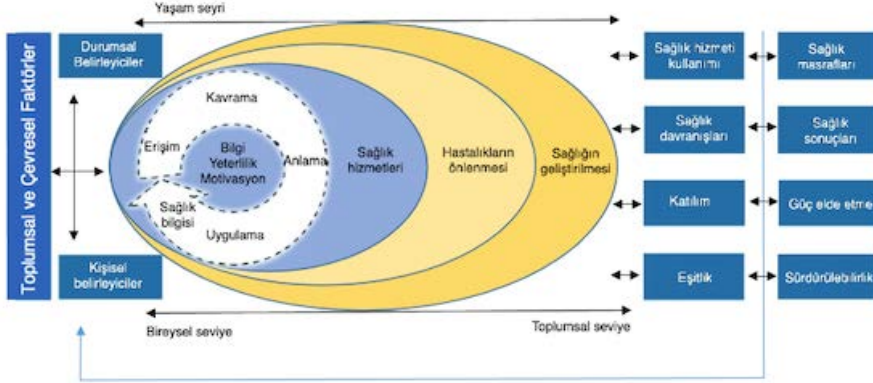 Yaşam seyri
Toplumsal ve Çevresel Faktörler
Durumsal
Belirleyiciler
Kişisel
belirleyiciler
Kavrama
Erişim
Bilgi
Yeterlilik
Motivasyon
Anlama
Sağlık
bilgisi
Uygulama
Sağlık
hizmetleri
Hastalıkların
önlenmesi
Sağlığın
geliştirilmesi
Sağlık hizmeti
kullanımı
Sağlık
masrafları
Sağlık
davranışları
Sağlık
sonuçları
Katılım
Güç elde etme
Eşitlik
Sürdürülebilirlik
Bireysel seviye
Toplumsal seviye